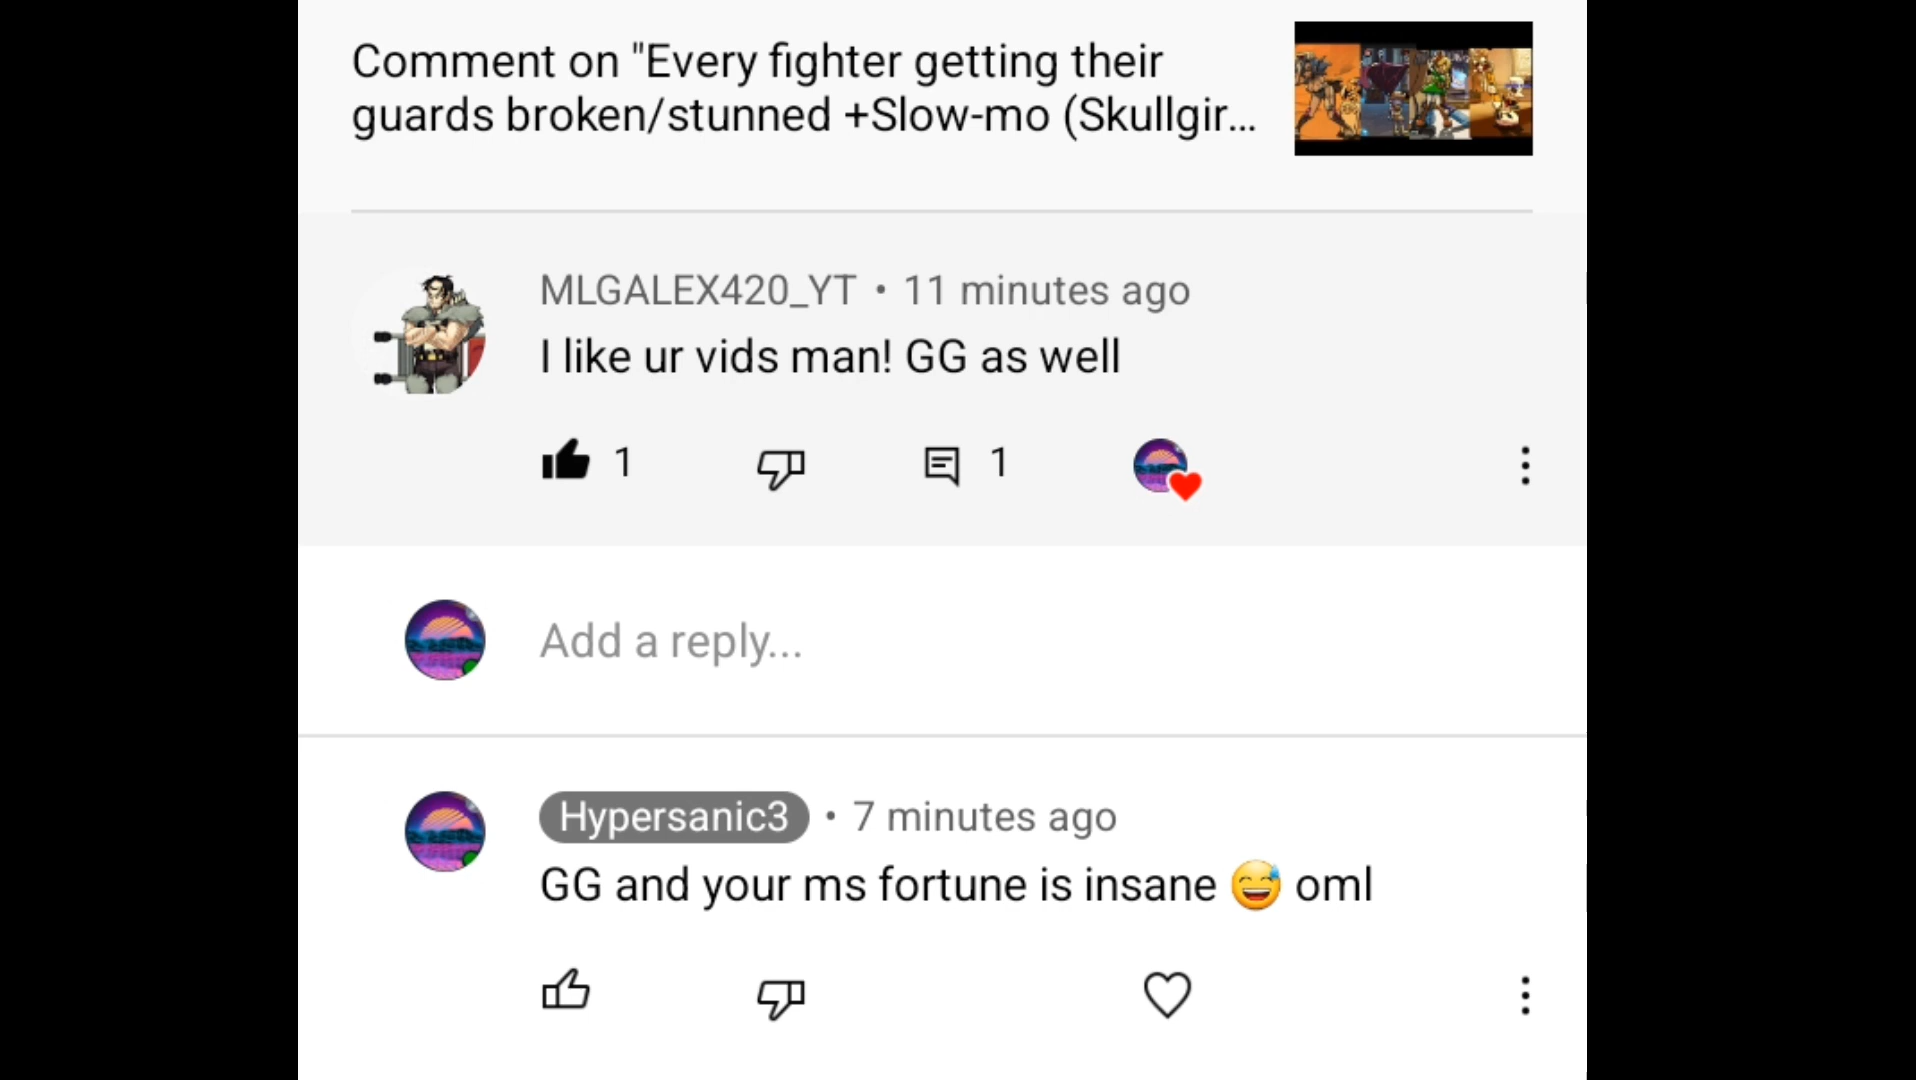 Comment on "Every fighter getting their
guards broken/stunned +Slow-mo (Skullgir...
MLGALEX420_YT • 11 minutes ago
I like ur vids man! GG as well
1 1
Add a reply...
Hypersanic3 • 7 minutes ago
GG and your ms fortune is insane 😅 oml